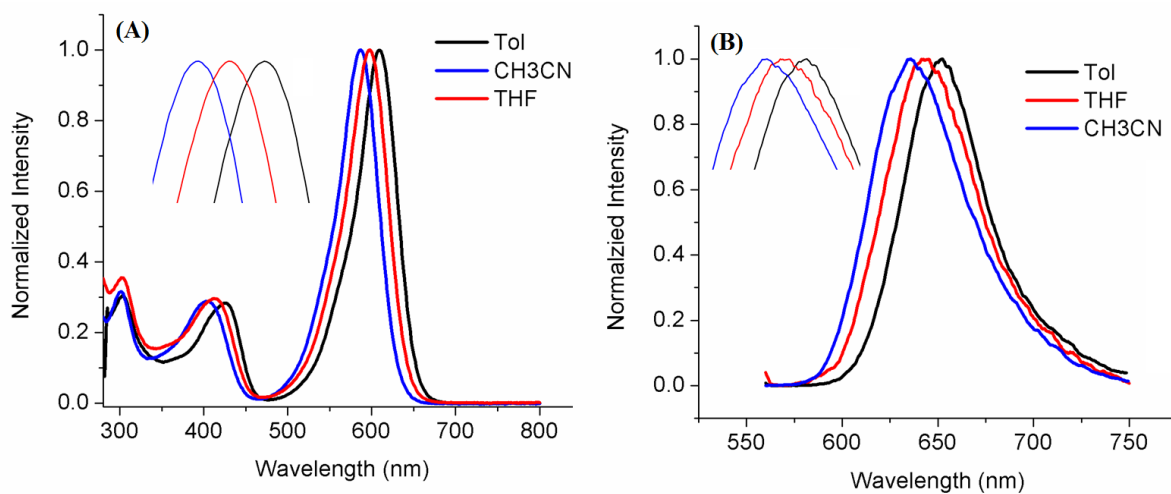 (A)
Tol
CH3CN
THF
1.0
0.8
0.6
0.4
0.2
0.0
Normalized Intensity
300 400 500 600 700 800
Wavelength (nm)
(B)
Tol
THF
CH3CN
1.0
0.8
0.6
0.4
0.2
0.0
Normalzied Intensity
550 600 650 700 750
Wavelength (nm)